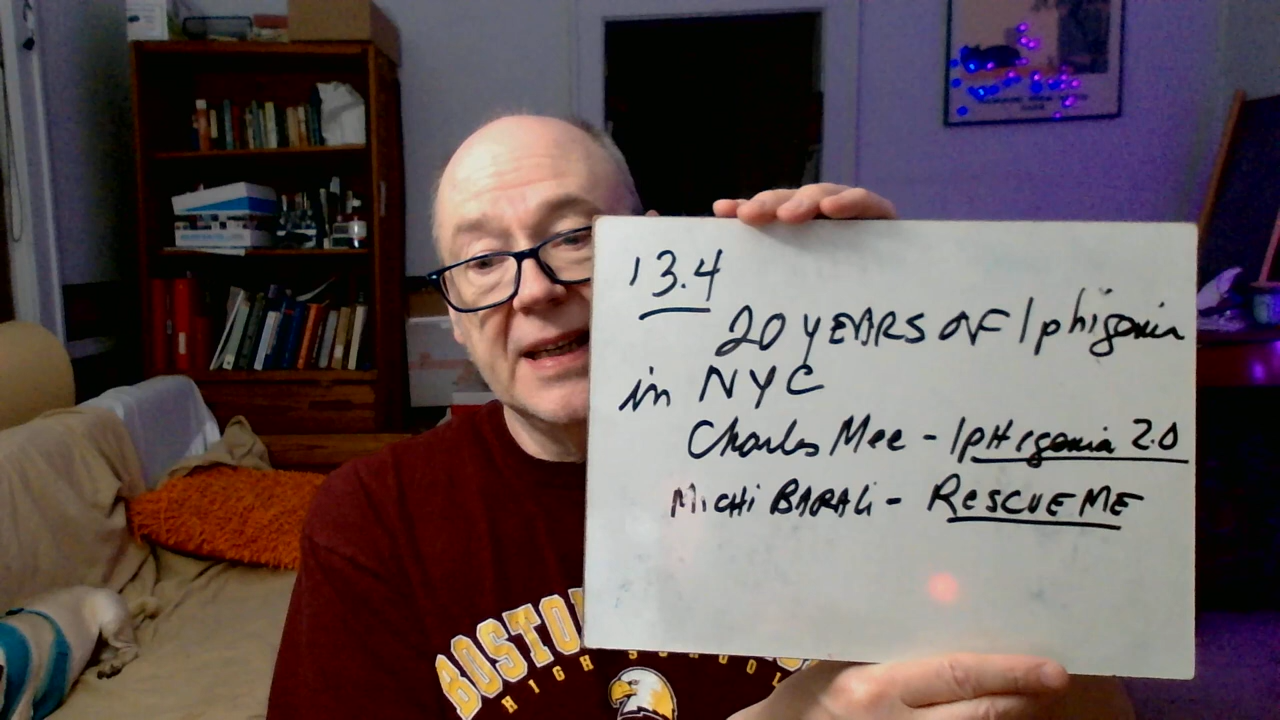 13.4
20 YEARS OF Iphigenia
in NYC
Charles Mee - IpHigenia 2.0
MiCHi BARALi - RESCUE ME
BOSTON
HIGH SCHOOL